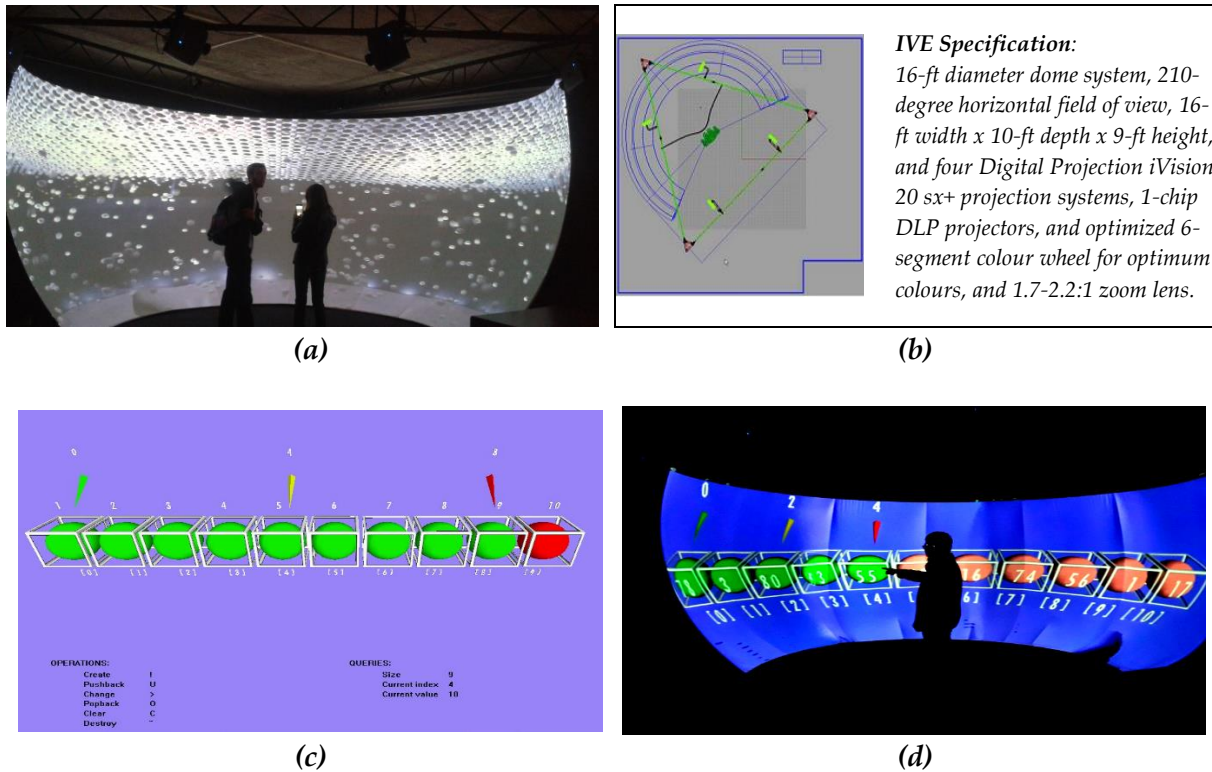 IVE Specification:
16-ft diameter dome system, 210-
degree horizontal field of view, 16-
ft width x 10-ft depth x 9-ft height,
and four Digital Projection iVision
20 sx+ projection systems, 1-chip
DLP projectors, and optimized 6-
segment colour wheel for optimum
colours, and 1.7-2.2:1 zoom lens.
(a)
(b)
0 4 8
1 2 3 4 5 6 7 8 9 10
[0] [1] [2] [3] [4] [5] [6] [7] [8] [9]
OPERATIONS:
Create !
Pushback U
Change >
Popback O
Clear C
Destroy ~
QUERIES:
Size 9
Current index 4
Current value 10
0 2 4
3 80 33 55 74 56 17
[0] [1] [2] [3] [4] 6] [7] [8] [9] [10]
(c)
(d)